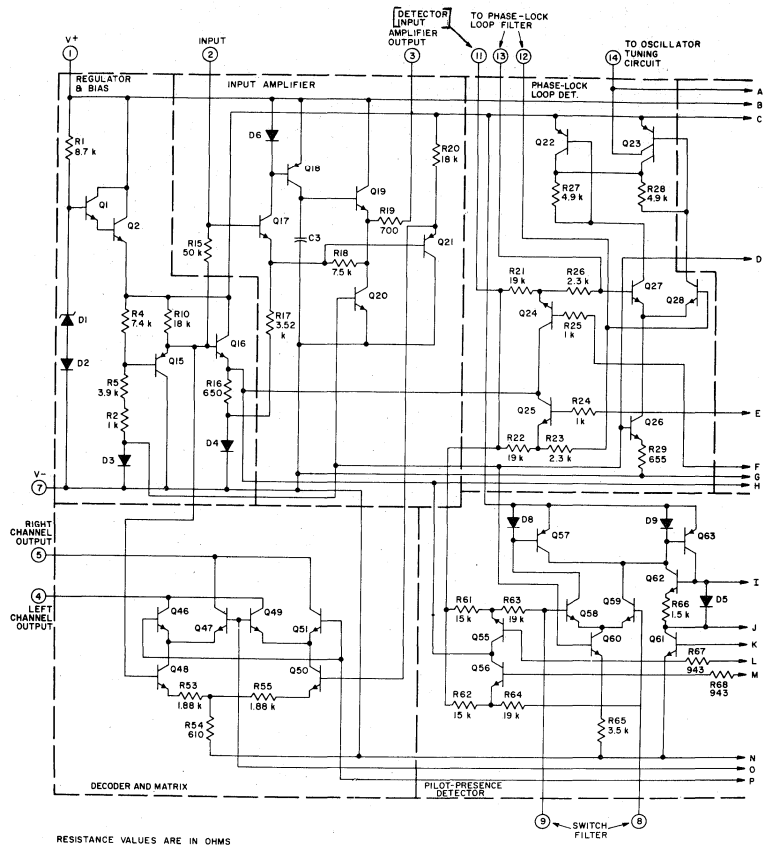 DETECTOR INPUT
AMPLIFIER OUTPUT
TO PHASE-LOCK LOOP FILTER
V+
INPUT
TO OSCILLATOR TUNING CIRCUIT
1
2
3
11
13
12
14
REGULATOR & BIAS
INPUT AMPLIFIER
PHASE-LOCK LOOP DET.
A
B
C
R1 8.7 k
D6
Q18
R20 18 k
Q22
Q23
Q1
Q2
Q19
R27 4.9 k
R28 4.9 k
Q17
R19 700
R15 50 k
C3
Q21
R18 7.5 k
D
R21 19 k
R26 2.3 k
Q27
Q28
Q20
Q24
R25 1 k
D1
R4 7.4 k
R10 18 k
R17 3.52 k
Q16
D2
Q15
R5 3.9 k
R16 650
R24 1 k
E
Q25
R2 1 k
Q26
D4
R22 19 k
R23 2.3 k
R29 655
D3
F
G
H
V-
7
RIGHT CHANNEL OUTPUT
5
D8
Q57
D9
Q63
4
LEFT CHANNEL OUTPUT
Q62
I
Q46
Q47
Q49
Q51
R61 15 k
R63 19 k
Q58
Q59
R66 1.5 k
D5
J
Q55
Q60
Q61
K
Q48
Q50
Q56
R67 943
L
M
R68 943
R53 1.88 k
R55 1.88 k
R62 15 k
R64 19 k
R54 610
R65 3.5 k
N
O
P
DECODER AND MATRIX
PILOT-PRESENCE DETECTOR
9
SWITCH FILTER
8
RESISTANCE VALUES ARE IN OHMS